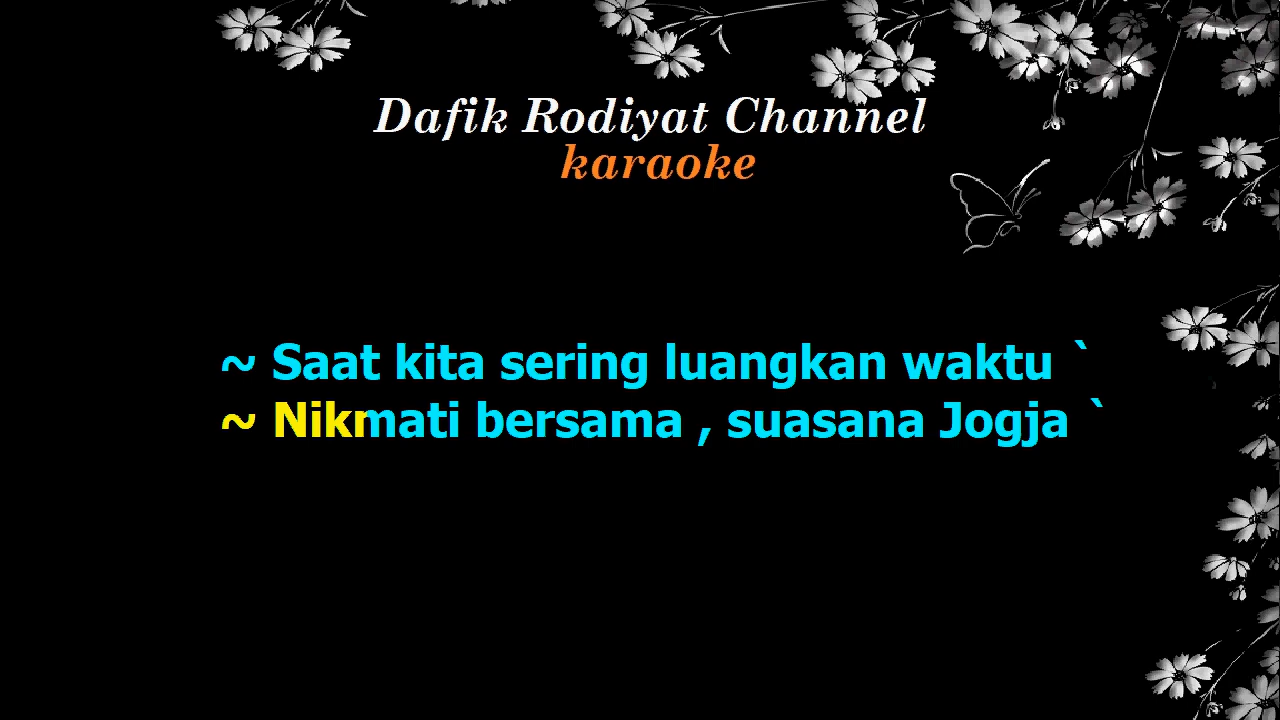 Dafik Rodiyat Channel
karaoke
~ Saat kita sering luangkan waktu `
~ Nikmati bersama , suasana Jogja `